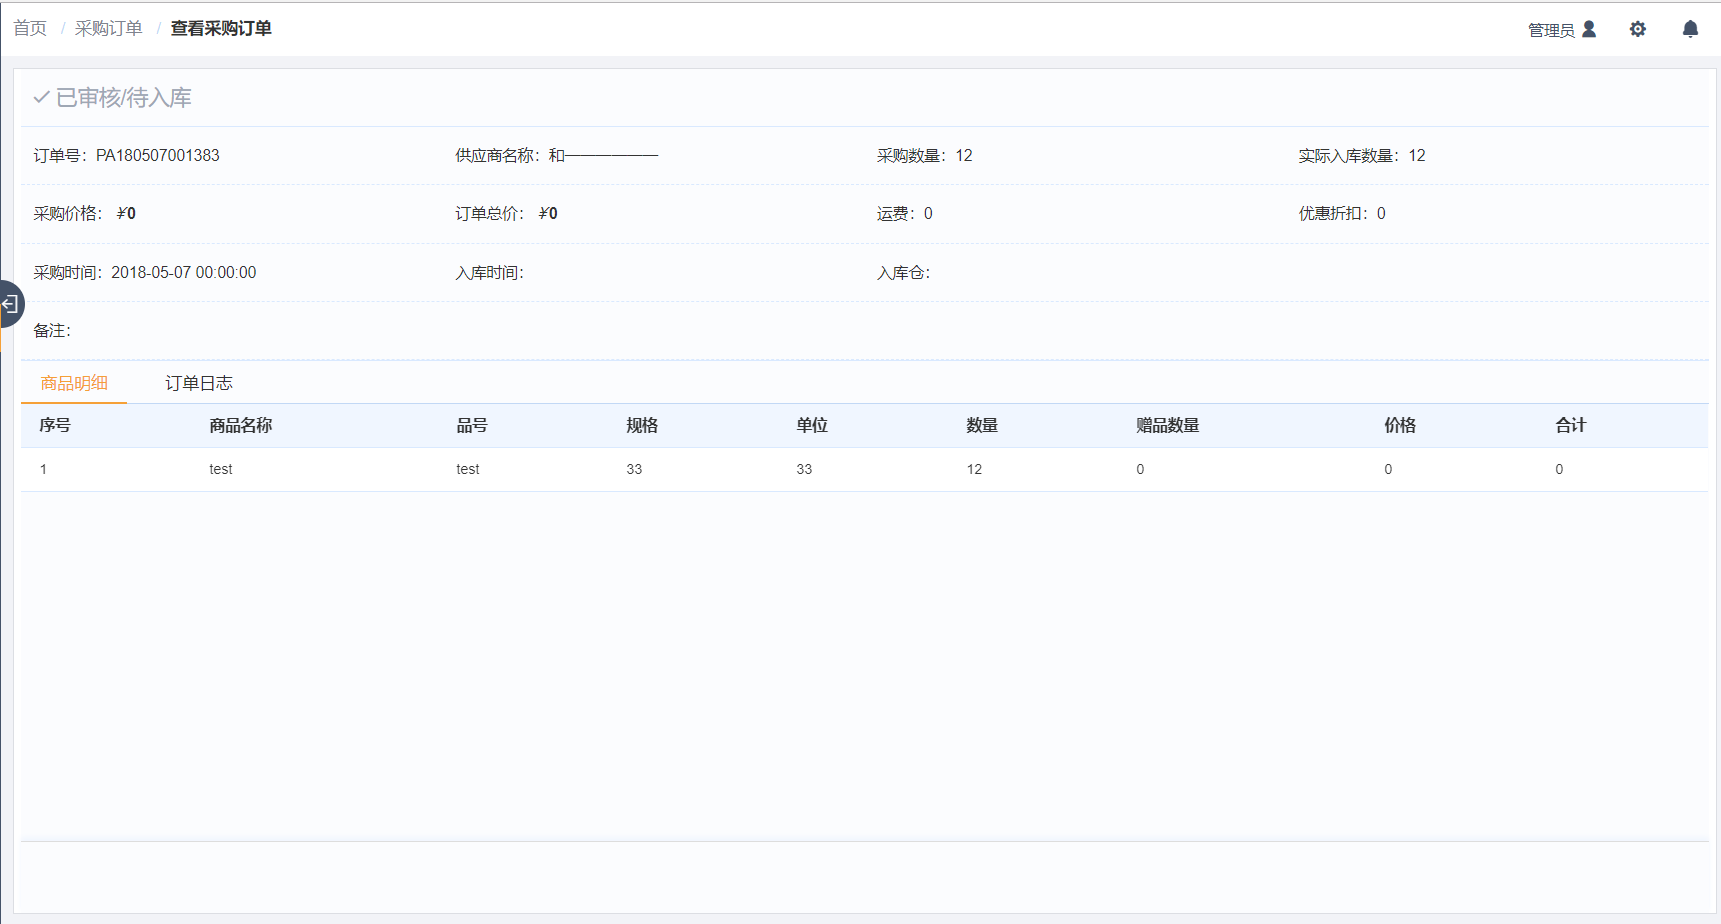 首页 / 采购订单 / 查看采购订单 管理员
已审核/待入库
订单号：PA180507001383 供应商名称：和—————— 采购数量：12 实际入库数量：12
采购价格：¥0 订单总价：¥0 运费：0 优惠折扣：0
采购时间：2018-05-07 00:00:00 入库时间： 入库仓：
备注：
商品明细 订单日志
序号 商品名称 品号 规格 单位 数量 赠品数量 价格 合计
1 test test 33 33 12 0 0 0